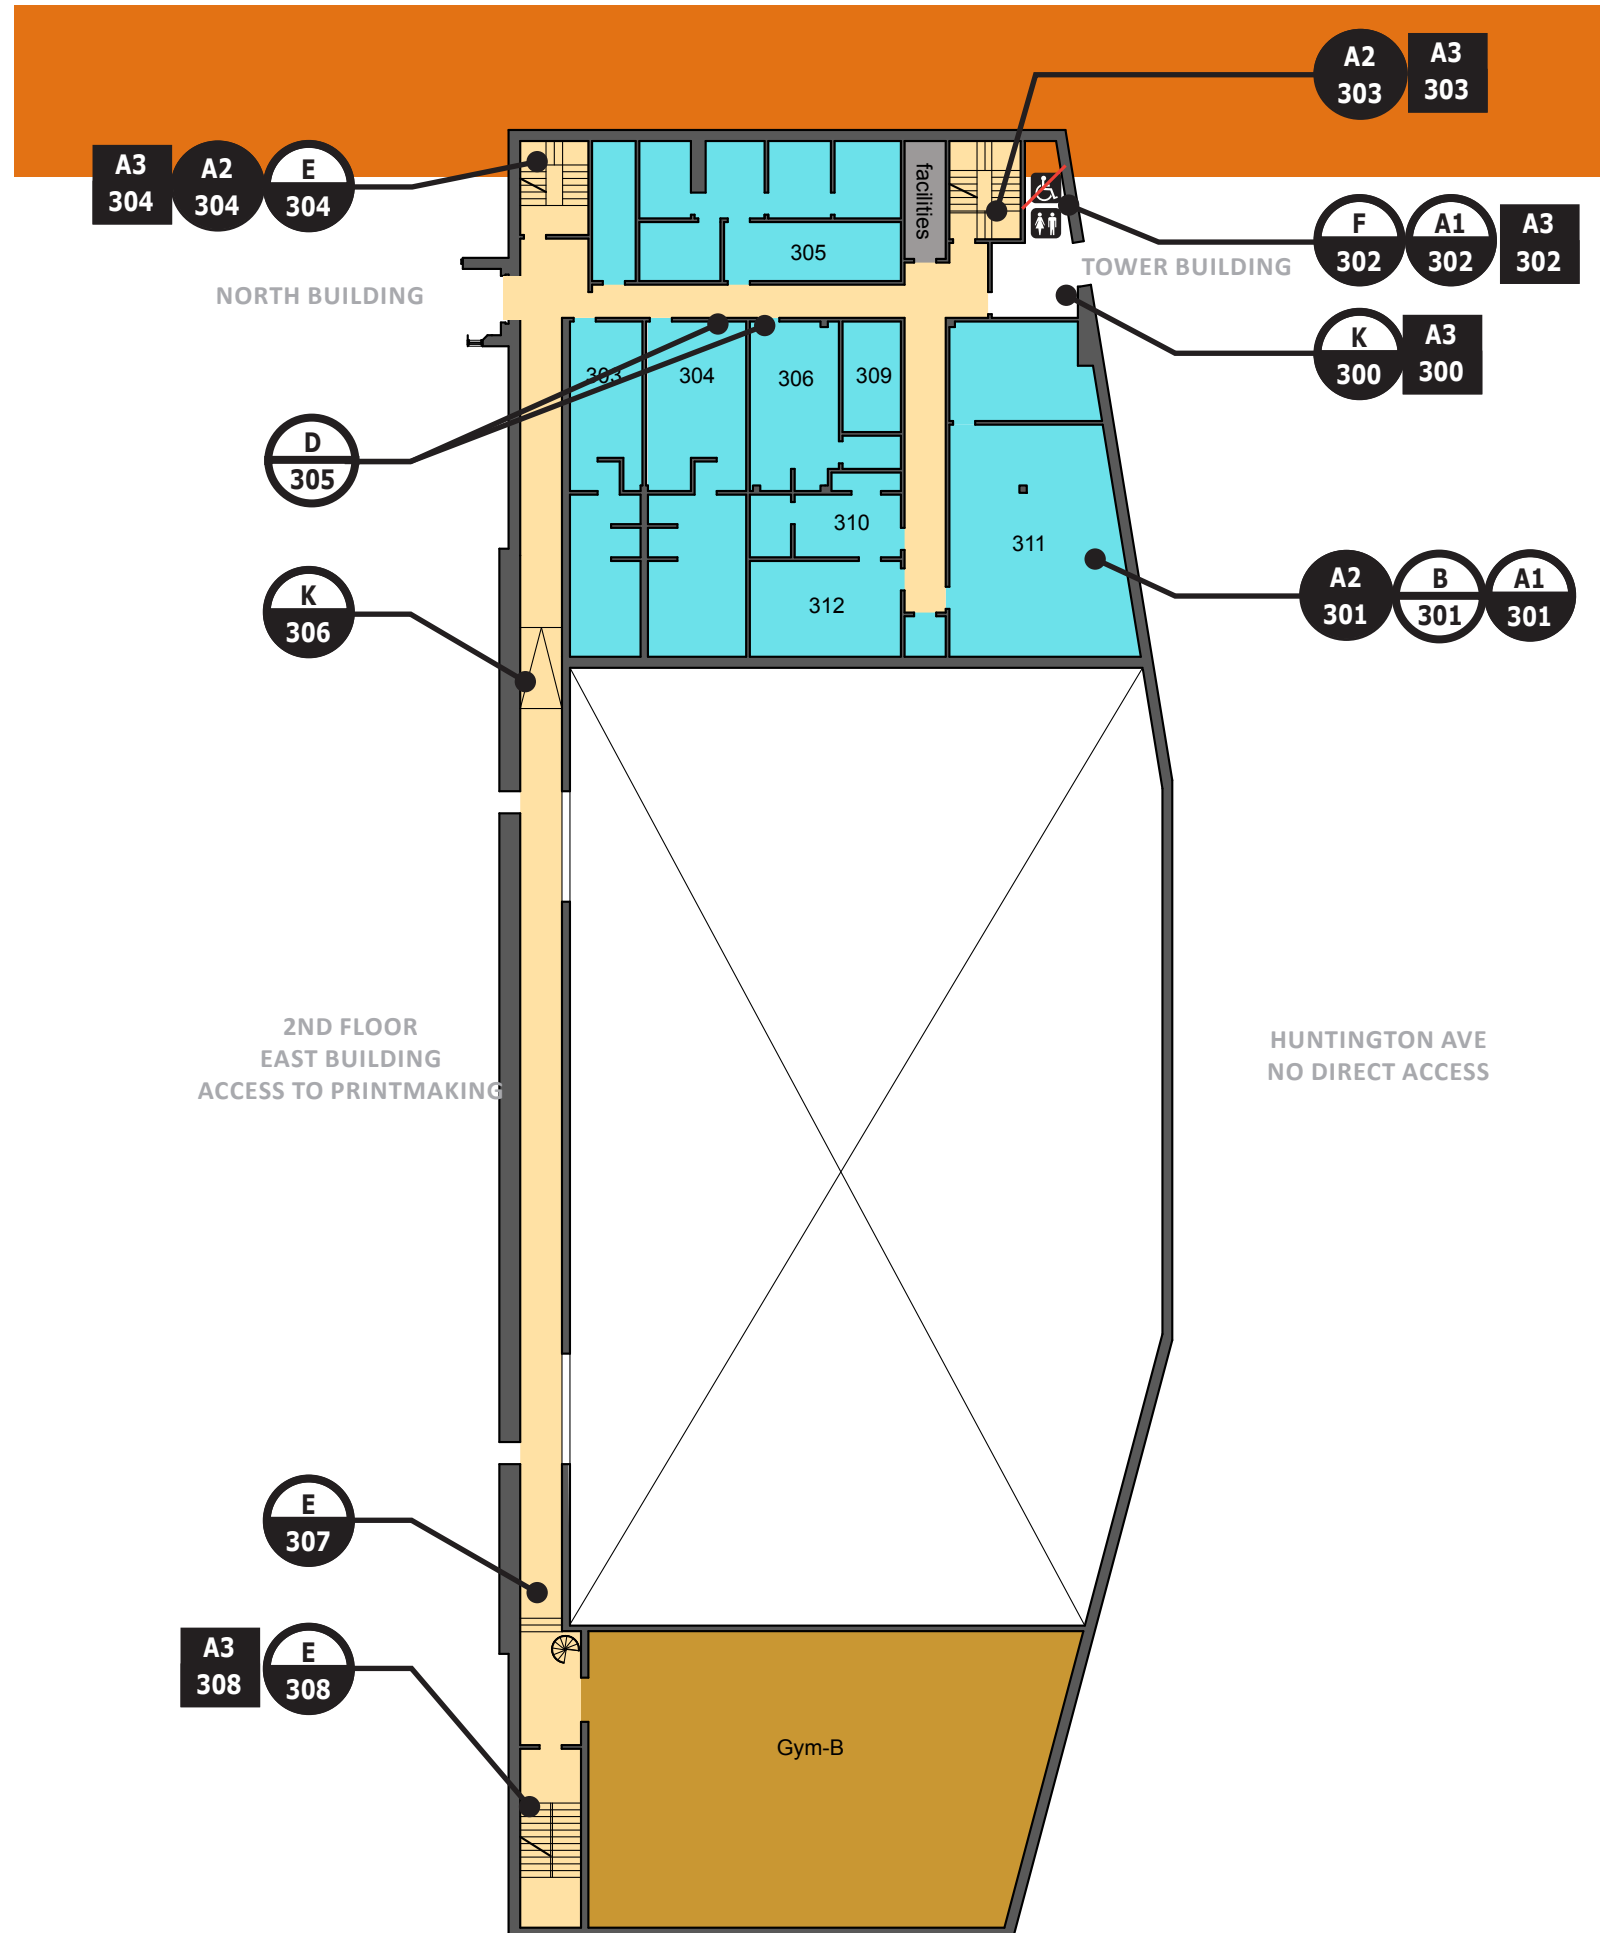 A2
303
A3
303
A3
304
A2
304
E
304
facilities
305
F
302
A1
302
A3
302
NORTH BUILDING
TOWER BUILDING
K
300
A3
300
303
304
306
309
D
305
310
311
312
A2
301
B
301
A1
301
K
306
2ND FLOOR
EAST BUILDING
ACCESS TO PRINTMAKING
HUNTINGTON AVE
NO DIRECT ACCESS
E
307
A3
308
E
308
Gym-B